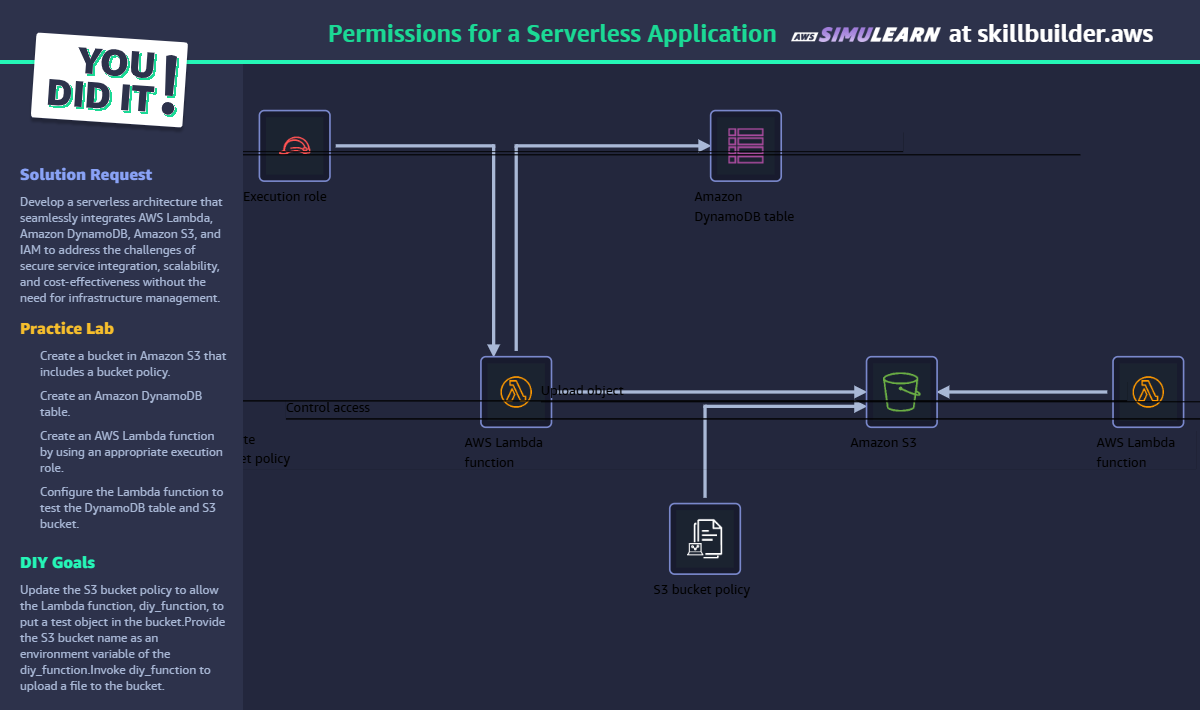 Permissions for a Serverless Application aws SIMULEARN at skillbuilder.aws
YOU
DID IT!
Solution Request
Develop a serverless architecture that
seamlessly integrates AWS Lambda,
Amazon DynamoDB, Amazon S3, and
IAM to address the challenges of
secure service integration, scalability,
and cost-effectiveness without the
need for infrastructure management.
Practice Lab
Create a bucket in Amazon S3 that
includes a bucket policy.
Create an Amazon DynamoDB
table.
Create an AWS Lambda function
by using an appropriate execution
role.
Configure the Lambda function to
test the DynamoDB table and S3
bucket.
DIY Goals
Update the S3 bucket policy to allow
the Lambda function, diy_function, to
put a test object in the bucket.Provide
the S3 bucket name as an
environment variable of the
diy_function.Invoke diy_function to
upload a file to the bucket.
Execution role
Amazon
DynamoDB table
Upload object
Control access
te
et policy
AWS Lambda
function
Amazon S3
AWS Lambda
function
S3 bucket policy